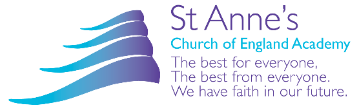 St Anne's
Church of England Academy
The best for everyone,
The best from everyone.
We have faith in our future.